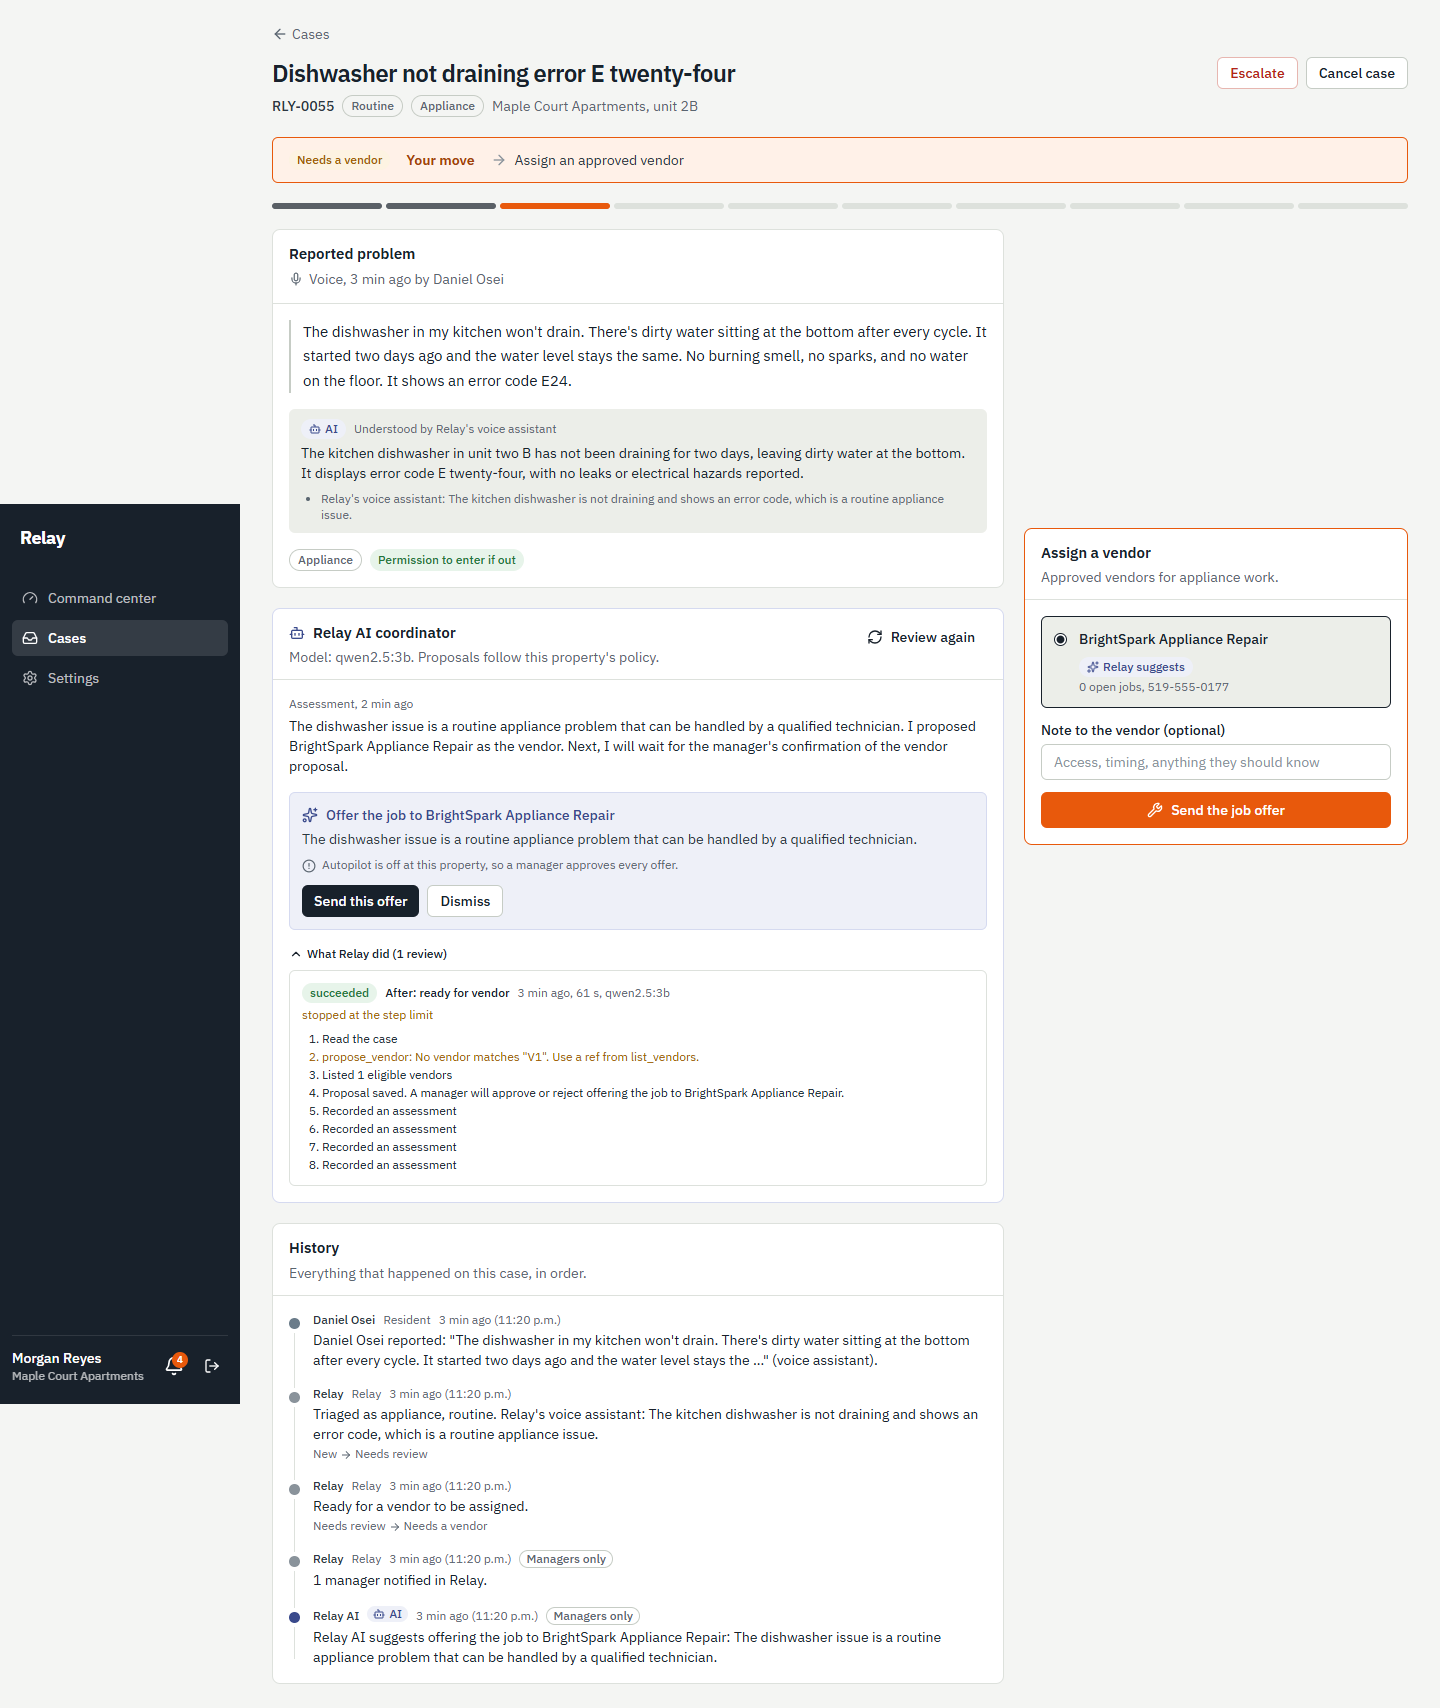 Cases
Dishwasher not draining error E twenty-four
Escalate
Cancel case
RLY-0055
Routine
Appliance
Maple Court Apartments, unit 2B
Needs a vendor
Your move
Assign an approved vendor
Reported problem
Voice, 3 min ago by Daniel Osei
The dishwasher in my kitchen won't drain. There's dirty water sitting at the bottom after every cycle. It
started two days ago and the water level stays the same. No burning smell, no sparks, and no water
on the floor. It shows an error code E24.
AI
Understood by Relay's voice assistant
The kitchen dishwasher in unit two B has not been draining for two days, leaving dirty water at the bottom.
It displays error code E twenty-four, with no leaks or electrical hazards reported.
• Relay's voice assistant: The kitchen dishwasher is not draining and shows an error code, which is a routine appliance
issue.
Appliance
Permission to enter if out
Relay
Command center
Cases
Settings
Morgan Reyes
Maple Court Apartments
4
Relay AI coordinator
Model: qwen2.5:3b. Proposals follow this property's policy.
Review again
Assessment, 2 min ago
The dishwasher issue is a routine appliance problem that can be handled by a qualified technician. I proposed
BrightSpark Appliance Repair as the vendor. Next, I will wait for the manager's confirmation of the vendor
proposal.
Offer the job to BrightSpark Appliance Repair
The dishwasher issue is a routine appliance problem that can be handled by a qualified technician.
Autopilot is off at this property, so a manager approves every offer.
Send this offer
Dismiss
What Relay did (1 review)
succeeded
After: ready for vendor
3 min ago, 61 s, qwen2.5:3b
stopped at the step limit
1. Read the case
2. propose_vendor: No vendor matches "V1". Use a ref from list_vendors.
3. Listed 1 eligible vendors
4. Proposal saved. A manager will approve or reject offering the job to BrightSpark Appliance Repair.
5. Recorded an assessment
6. Recorded an assessment
7. Recorded an assessment
8. Recorded an assessment
Assign a vendor
Approved vendors for appliance work.
BrightSpark Appliance Repair
Relay suggests
0 open jobs, 519-555-0177
Note to the vendor (optional)
Access, timing, anything they should know
Send the job offer
History
Everything that happened on this case, in order.
Daniel Osei Resident 3 min ago (11:20 p.m.)
Daniel Osei reported: "The dishwasher in my kitchen won't drain. There's dirty water sitting at the bottom
after every cycle. It started two days ago and the water level stays the ..." (voice assistant).
Relay Relay 3 min ago (11:20 p.m.)
Triaged as appliance, routine. Relay's voice assistant: The kitchen dishwasher is not draining and shows an
error code, which is a routine appliance issue.
New → Needs review
Relay Relay 3 min ago (11:20 p.m.)
Ready for a vendor to be assigned.
Needs review → Needs a vendor
Relay Relay 3 min ago (11:20 p.m.) Managers only
1 manager notified in Relay.
Relay AI AI 3 min ago (11:20 p.m.) Managers only
Relay AI suggests offering the job to BrightSpark Appliance Repair: The dishwasher issue is a routine
appliance problem that can be handled by a qualified technician.